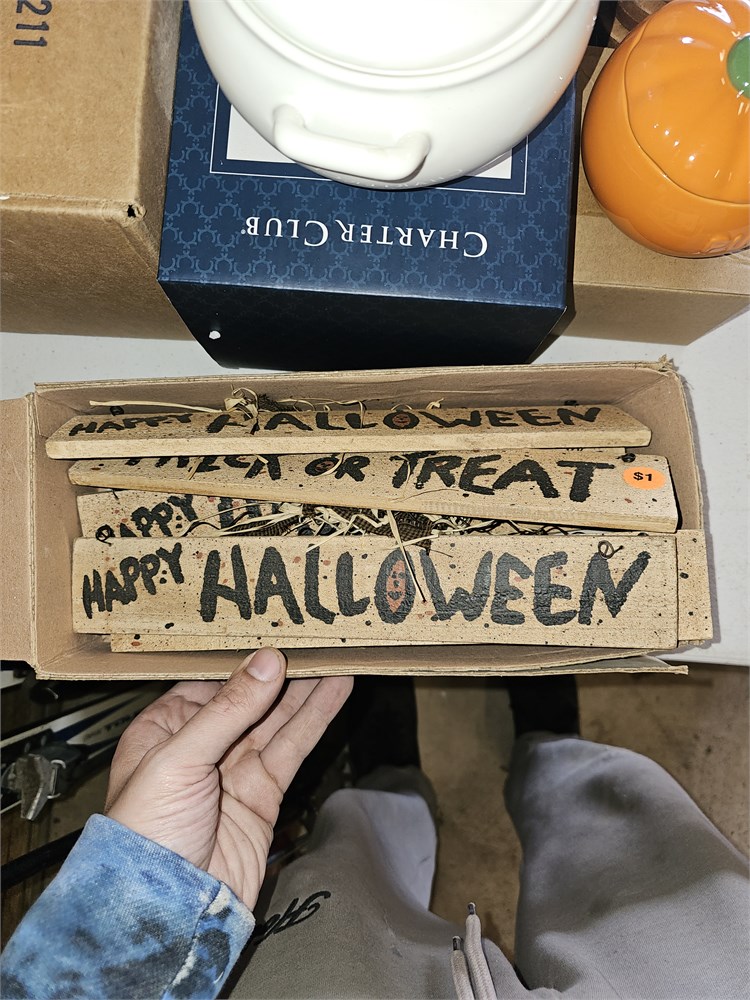 211
CHARTER CLUB®
HAPPY HALLOWEEN
TRICK OR TREAT
$1
HAPPY
HAPPY HALLOWEEN